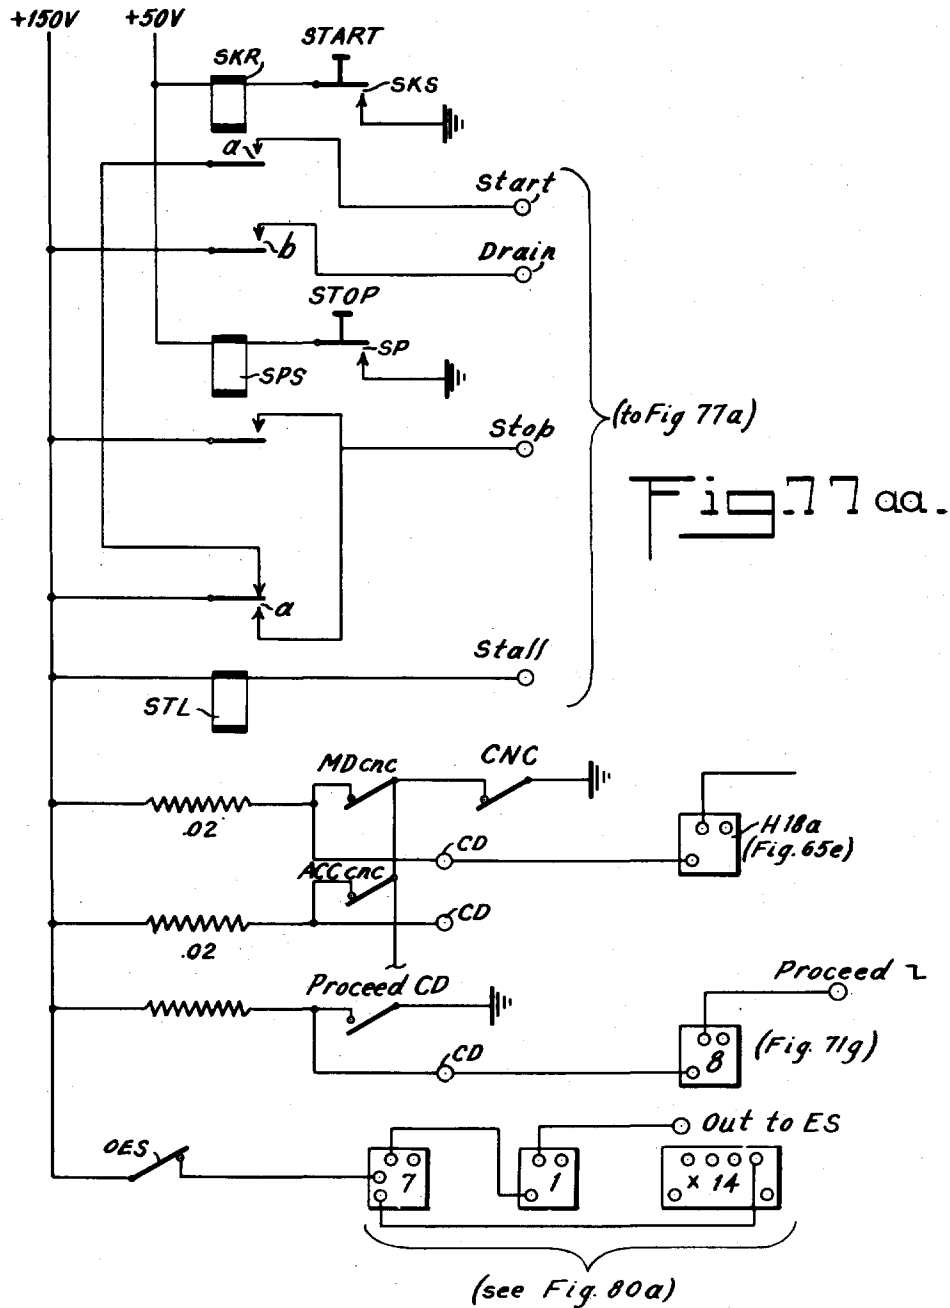 +150V +50V
START
SKR
SKS
a
Start
b
Drain
STOP
SP
SPS
Stop
(to Fig 77a)
Fig. 77aa.
a
Stall
STL
MDcnc
CNC
.02
H18a
(Fig. 65e)
CD
ACCcnc
CD
.02
Proceed CD
Proceed 2
(Fig. 71g)
CD
8
OES
Out to ES
7
1
x 14
(see Fig. 80a)